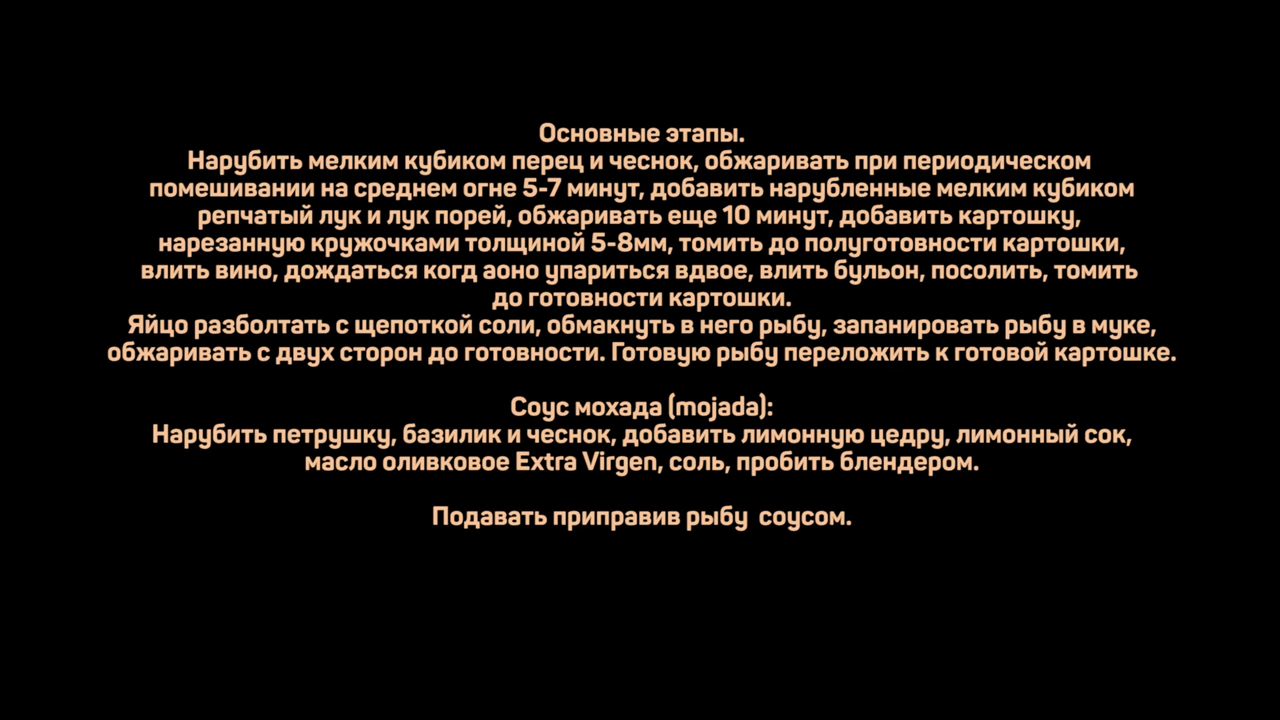 Основные этапы.
Нарубить мелким кубиком перец и чеснок, обжаривать при периодическом
помешивании на среднем огне 5-7 минут, добавить нарубленные мелким кубиком
репчатый лук и лук порей, обжаривать еще 10 минут, добавить картошку,
нарезанную кружочками толщиной 5-8мм, томить до полуготовности картошки,
влить вино, дождаться когд аоно упариться вдвое, влить бульон, посолить, томить
до готовности картошки.
Яйцо разболтать с щепоткой соли, обмакнуть в него рыбу, запанировать рыбу в муке,
обжаривать с двух сторон до готовности. Готовую рыбу переложить к готовой картошке.
Соус мохада (mojada):
Нарубить петрушку, базилик и чеснок, добавить лимонную цедру, лимонный сок,
масло оливковое Extra Virgen, соль, пробить блендером.
Подавать приправив рыбу  соусом.